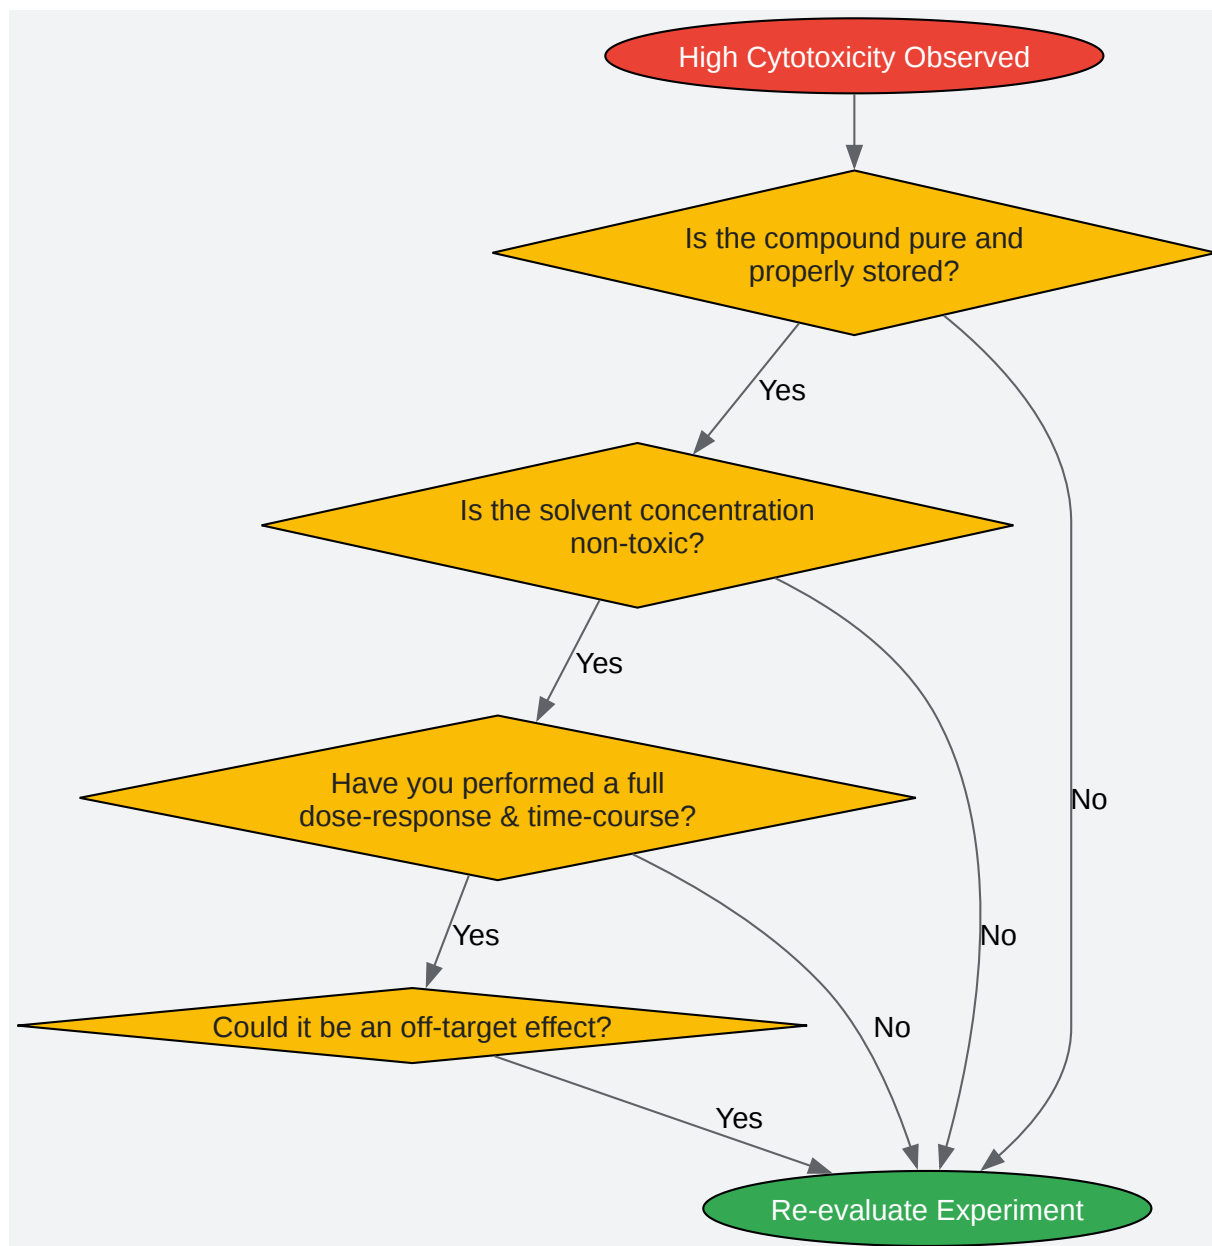 High Cytotoxicity Observed
Is the compound pure and
properly stored?
Yes
Is the solvent concentration
non-toxic?
Yes
Have you performed a full
dose-response & time-course?
No
Yes
No
Could it be an off-target effect?
No
Yes
Re-evaluate Experiment